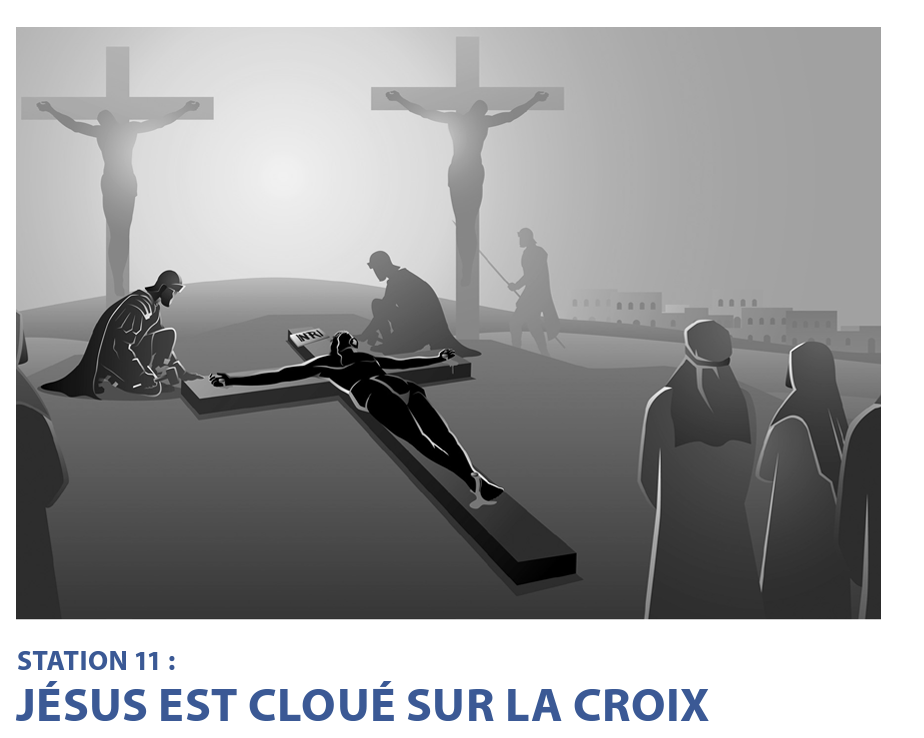 INRI
STATION 11 :
JÉSUS EST CLOUÉ SUR LA CROIX